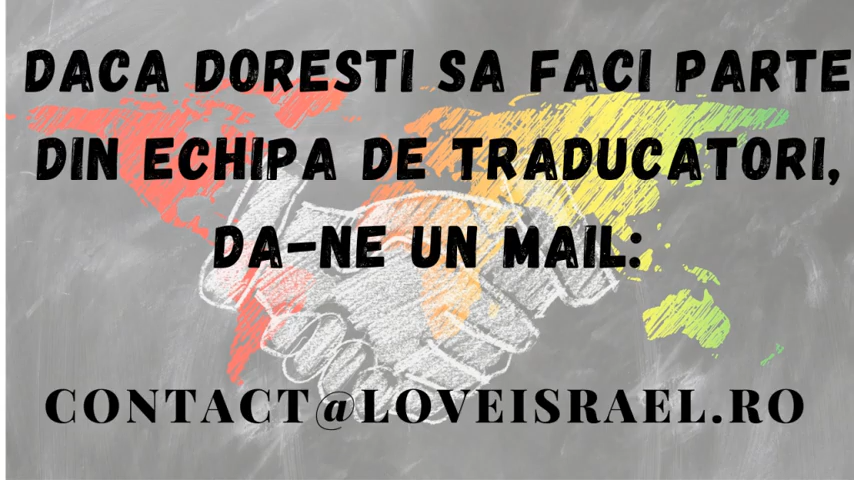 DACA DORESTI SA FACI PARTE
DIN ECHIPA DE TRADUCATORI,
DA-NE UN MAIL:
CONTACT@LOVEISRAEL.RO